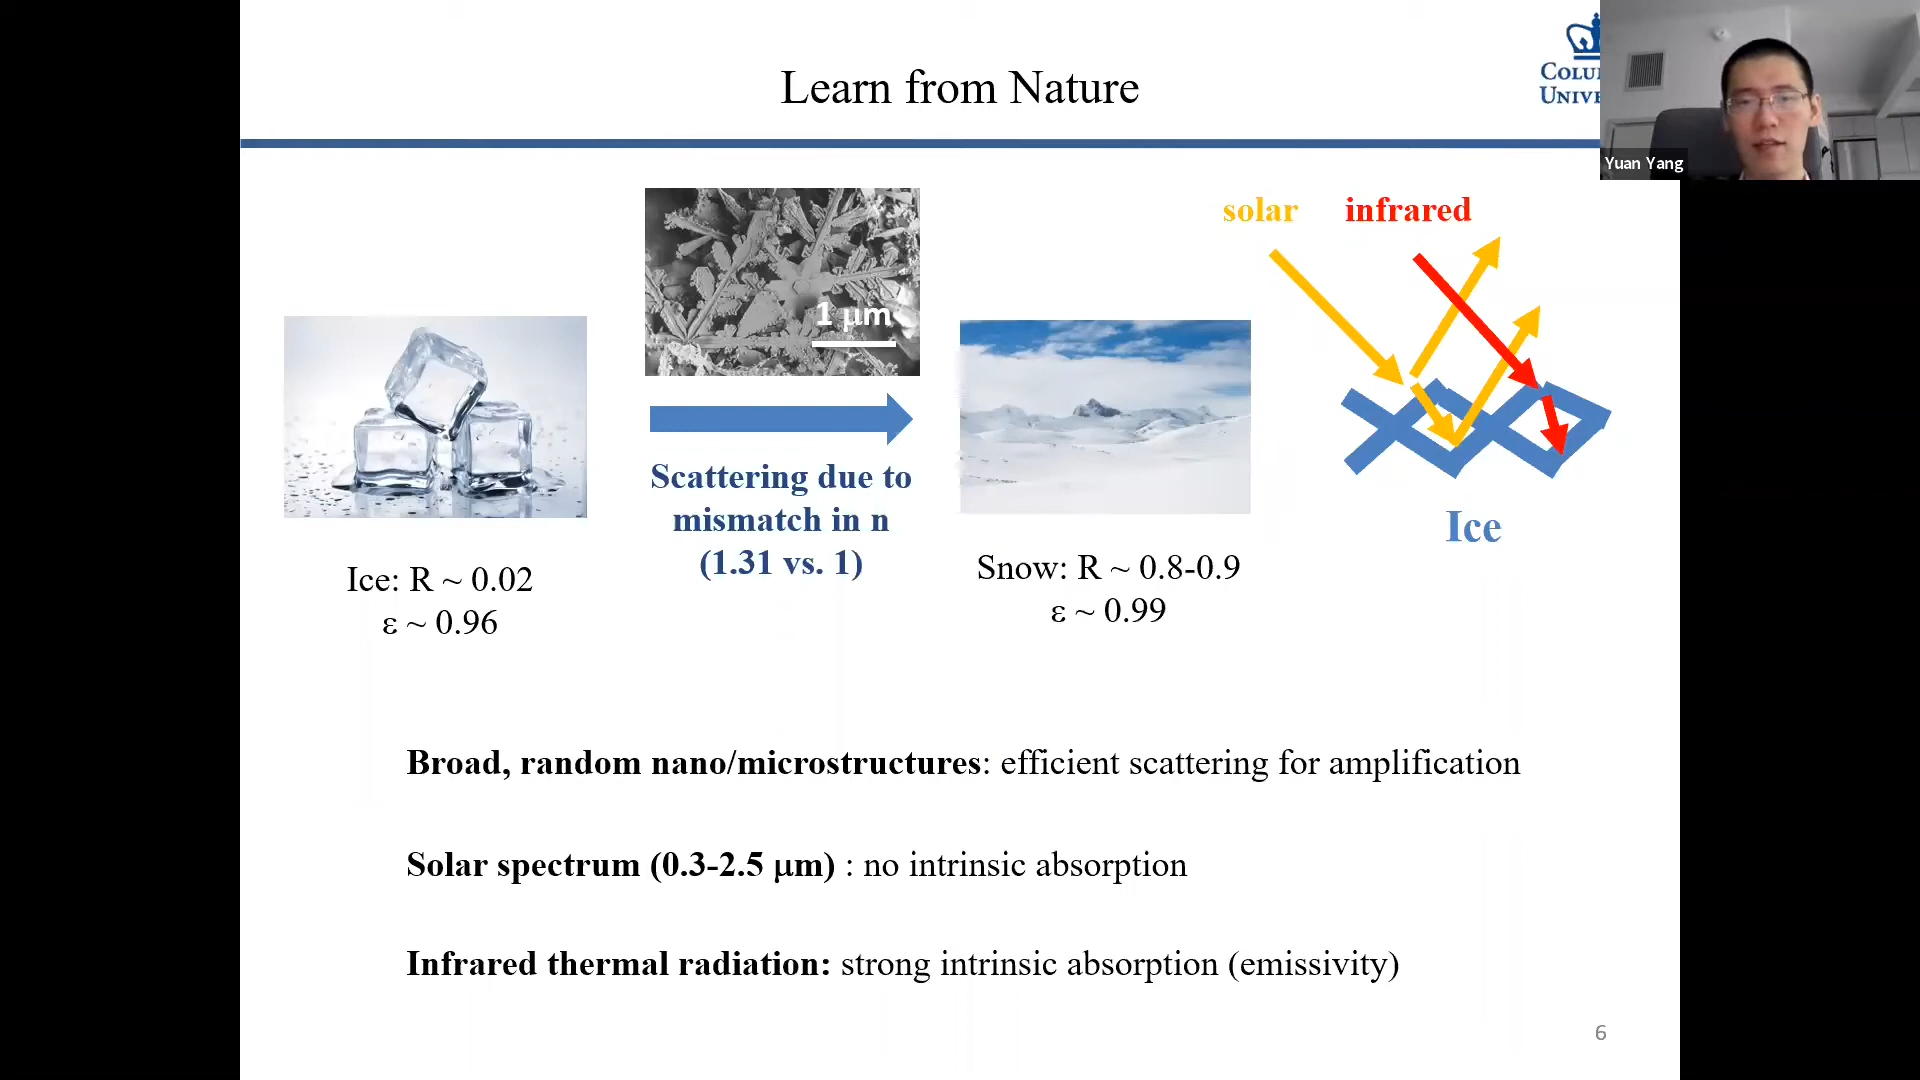 Learn from Nature
COLU
UNIVE
Yuan Yang
solar infrared
1 μm
Scattering due to
mismatch in n
(1.31 vs. 1)
Ice
Ice: R ~ 0.02
ε ~ 0.96
Snow: R ~ 0.8-0.9
ε ~ 0.99
Broad, random nano/microstructures: efficient scattering for amplification
Solar spectrum (0.3-2.5 μm) : no intrinsic absorption
Infrared thermal radiation: strong intrinsic absorption (emissivity)
6